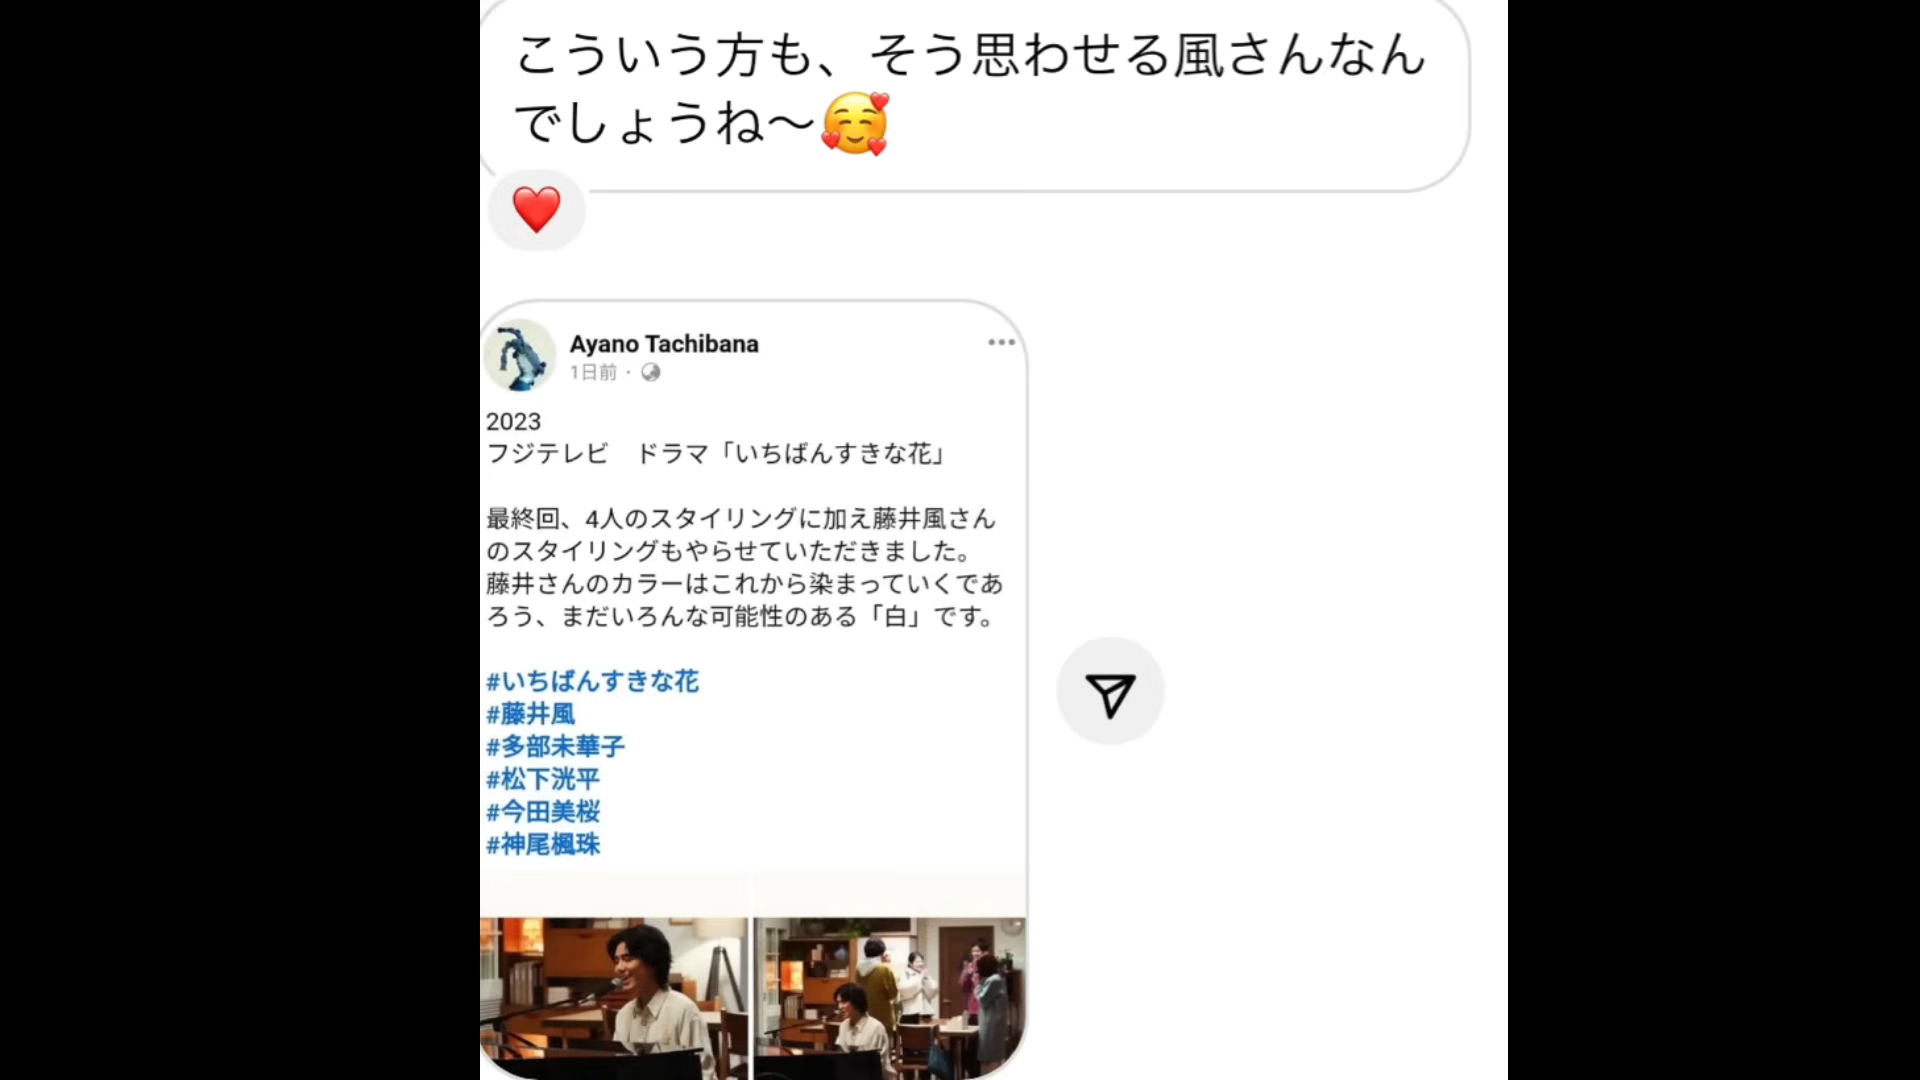 こういう方も、そう思わせる風さんなん
でしょうね〜🥰
Ayano Tachibana
1日前 ·
2023
フジテレビ　ドラマ「いちばんすきな花」
最終回、4人のスタイリングに加え藤井風さん
のスタイリングもやらせていただきました。
藤井さんのカラーはこれから染まっていくであ
ろう、まだいろんな可能性のある「白」です。
#いちばんすきな花
#藤井風
#多部未華子
#松下洸平
#今田美桜
#神尾楓珠